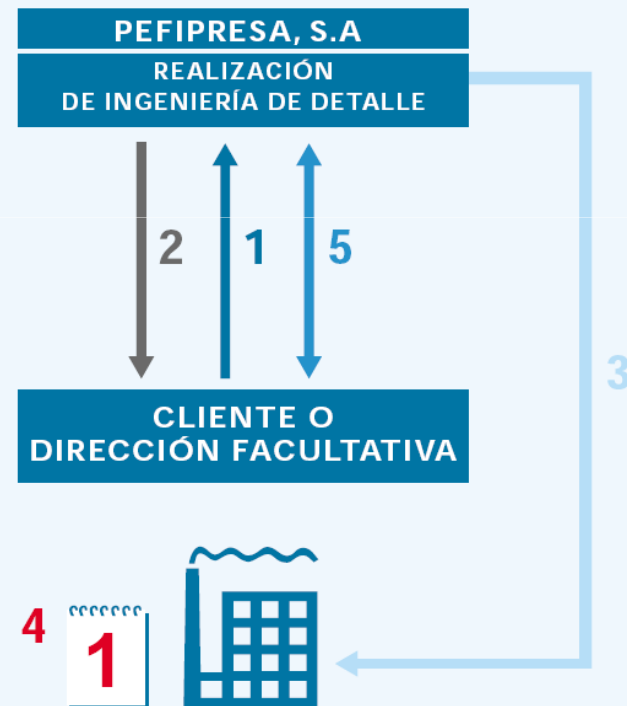 PEFIPRESA, S.A
REALIZACIÓN
DE INGENIERÍA DE DETALLE
2
1
5
3
CLIENTE O
DIRECCIÓN FACULTATIVA
4
1